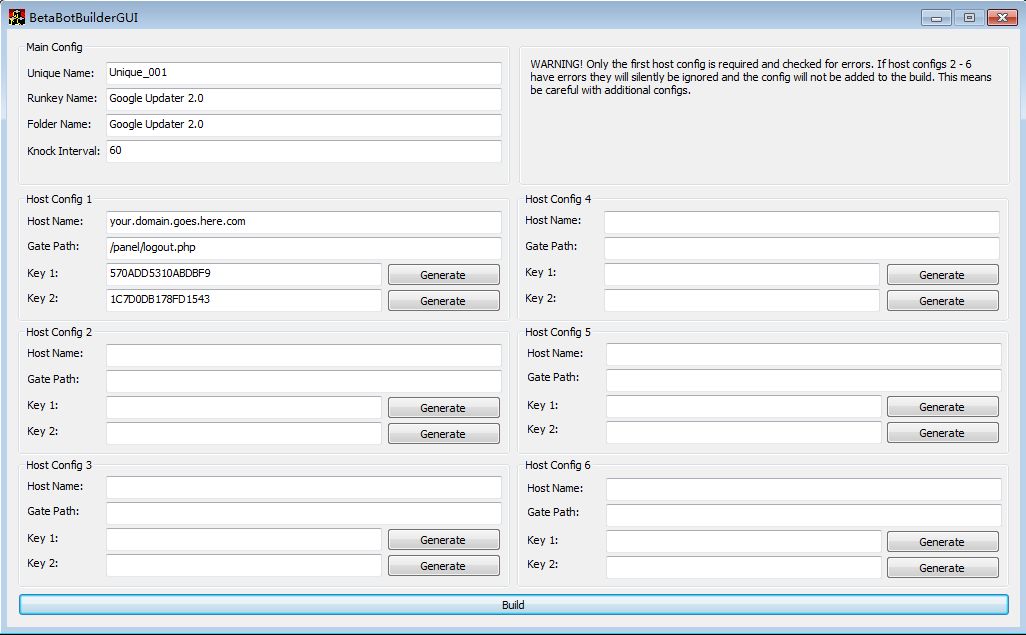 BetaBotBuilderGUI
Main Config
Unique Name: Unique_001
Runkey Name: Google Updater 2.0
Folder Name: Google Updater 2.0
Knock Interval: 60
WARNING! Only the first host config is required and checked for errors. If host configs 2 - 6
have errors they will silently be ignored and the config will not be added to the build. This means
be careful with additional configs.
Host Config 1
Host Name: your.domain.goes.here.com
Gate Path: /panel/logout.php
Key 1: 570ADD5310ABDBF9 Generate
Key 2: 1C7D0DB178FD1543 Generate
Host Config 4
Host Name:
Gate Path:
Key 1: Generate
Key 2: Generate
Host Config 2
Host Name:
Gate Path:
Key 1: Generate
Key 2: Generate
Host Config 5
Host Name:
Gate Path:
Key 1: Generate
Key 2: Generate
Host Config 3
Host Name:
Gate Path:
Key 1: Generate
Key 2: Generate
Host Config 6
Host Name:
Gate Path:
Key 1: Generate
Key 2: Generate
Build